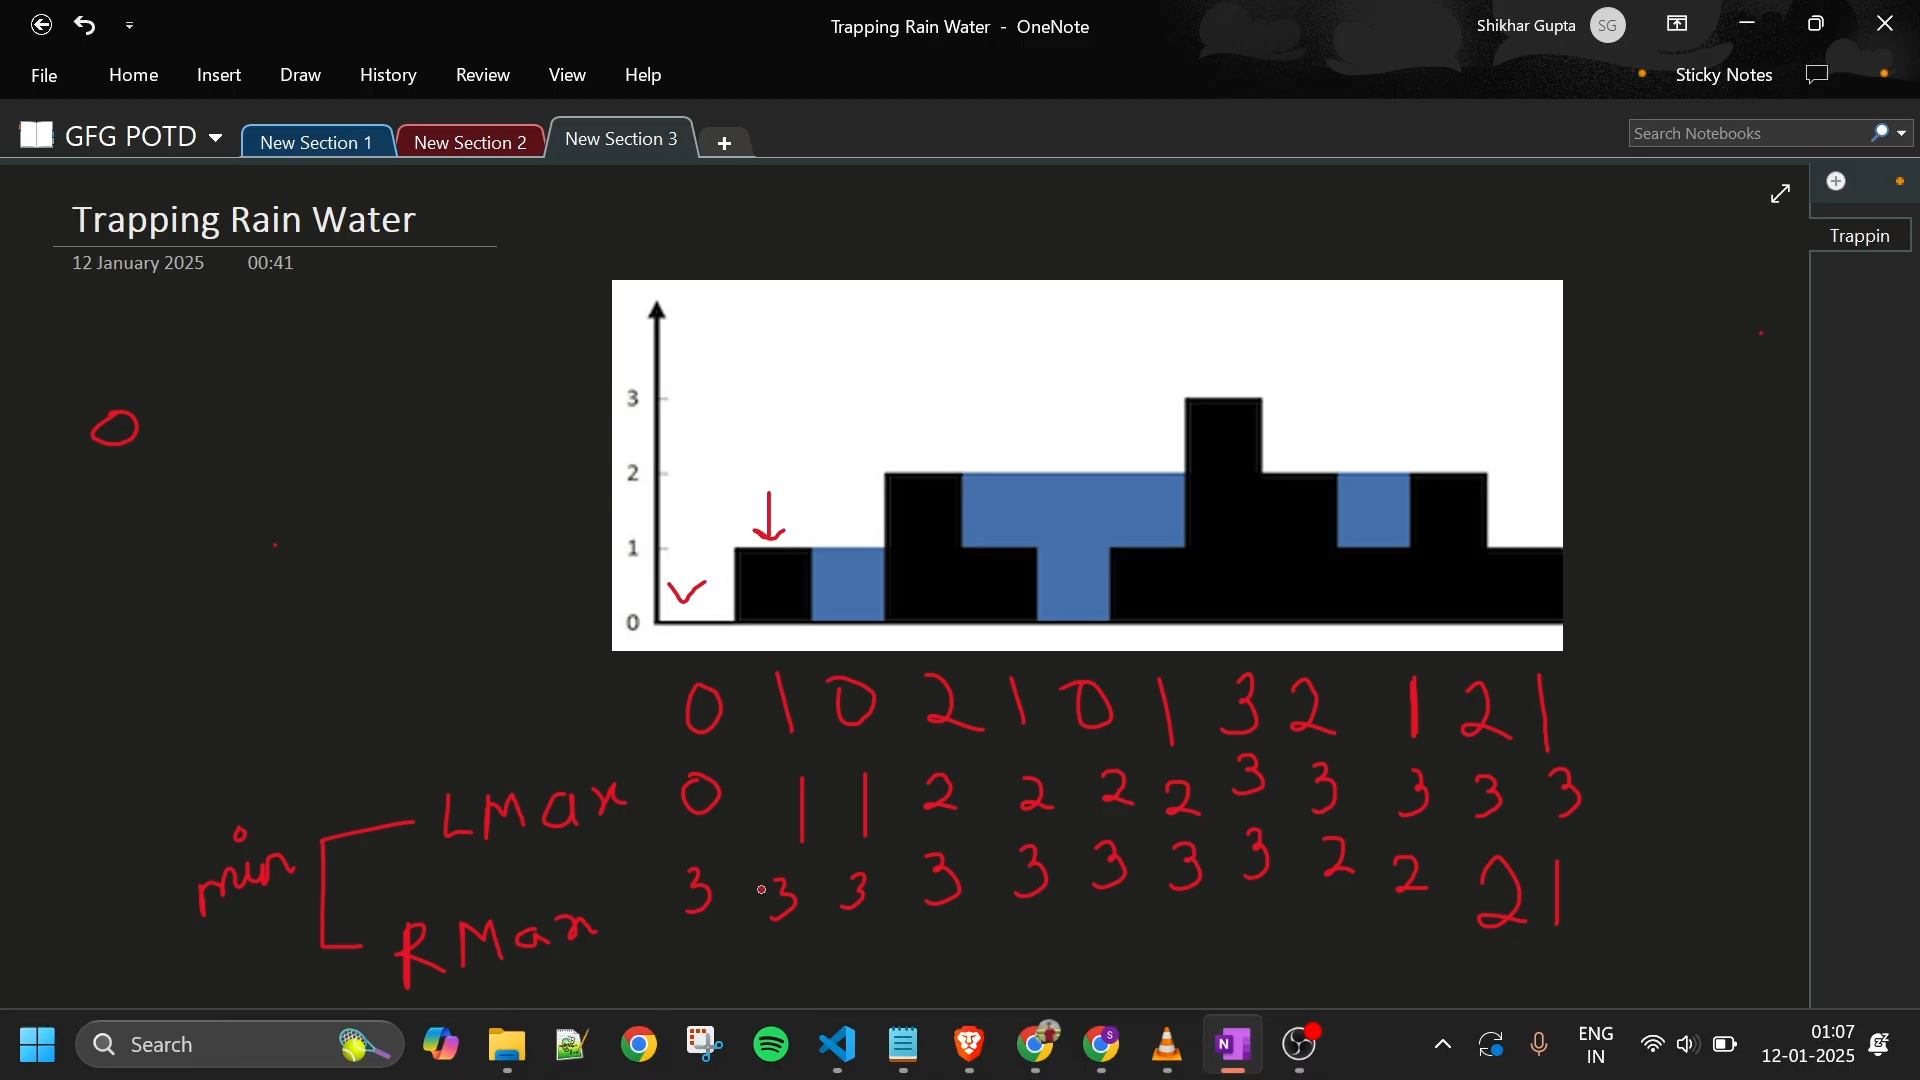 Trapping Rain Water - OneNote
Shikhar Gupta SG
File Home Insert Draw History Review View Help
Sticky Notes
GFG POTD New Section 1 New Section 2 New Section 3 +
Search Notebooks
Trapping Rain Water
Trappin
12 January 2025 00:41
3
0
2
1
0
0 1 0 2 1 0 1 3 2 1 2 1
LMax 0 1 1 2 2 2 2 3 3 3 3 3
min
RMax 3 3 3 3 3 3 3 3 2 2 2 1
Search
ENG
IN
01:07
12-01-2025